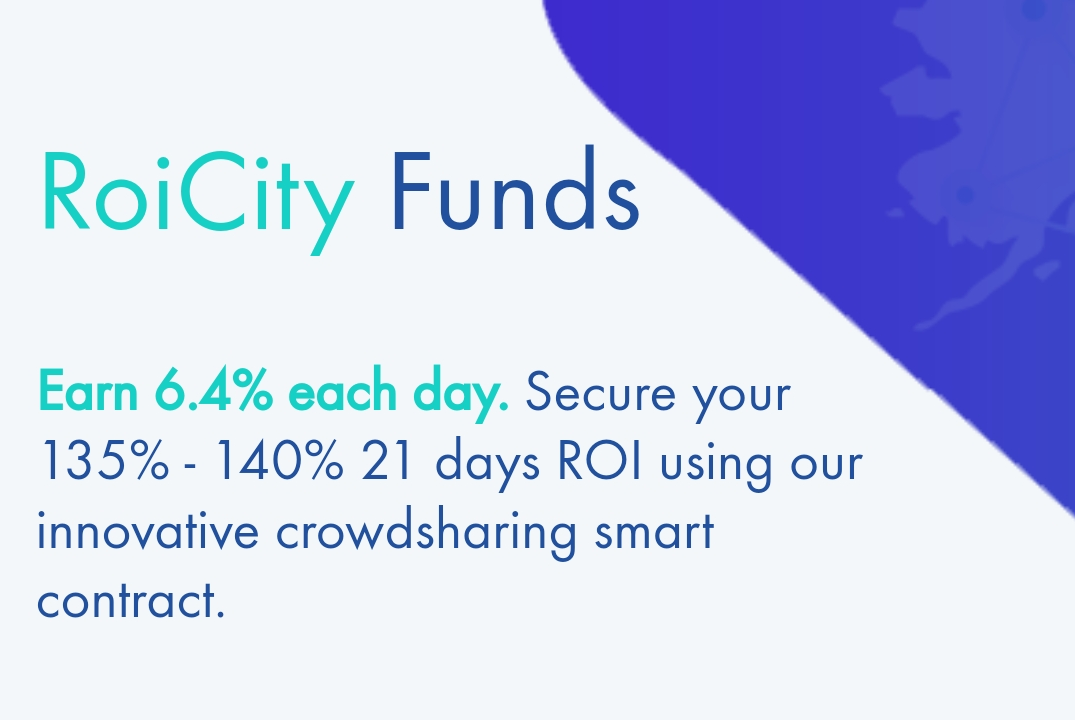 RoiCity Funds
Earn 6.4% each day. Secure your
135% - 140% 21 days ROI using our
innovative crowdsharing smart
contract.